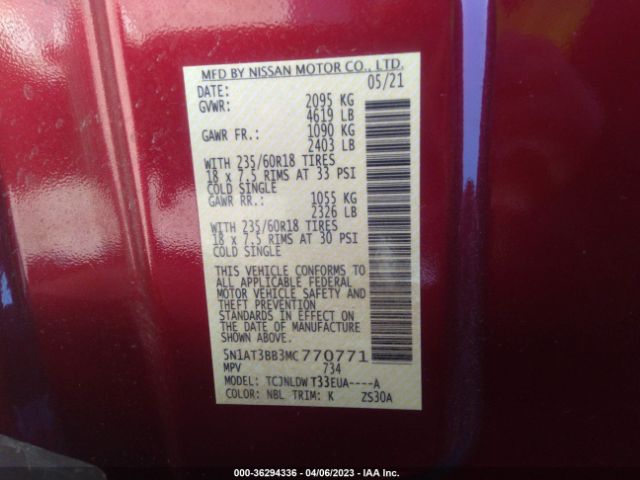 MFD BY NISSAN MOTOR CO., LTD.
DATE: 05/21
GVWR: 2095 KG
4619 LB
GAWR FR.: 1090 KG
2403 LB
WITH 235/60R18 TIRES
18 x 7.5 RIMS AT 33 PSI
COLD SINGLE
GAWR RR.: 1055 KG
2326 LB
WITH 235/60R18 TIRES
18 x 7.5 RIMS AT 30 PSI
COLD SINGLE
THIS VEHICLE CONFORMS TO
ALL APPLICABLE FEDERAL
MOTOR VEHICLE SAFETY AND
THEFT PREVENTION
STANDARDS IN EFFECT ON
THE DATE OF MANUFACTURE
SHOWN ABOVE.
5N1AT3BB3MC770771
MPV 734
MODEL: TCJNLDWT33EUA----A
COLOR: NBL TRIM: K ZS30A
000-36294336 - 04/06/2023 - IAA Inc.